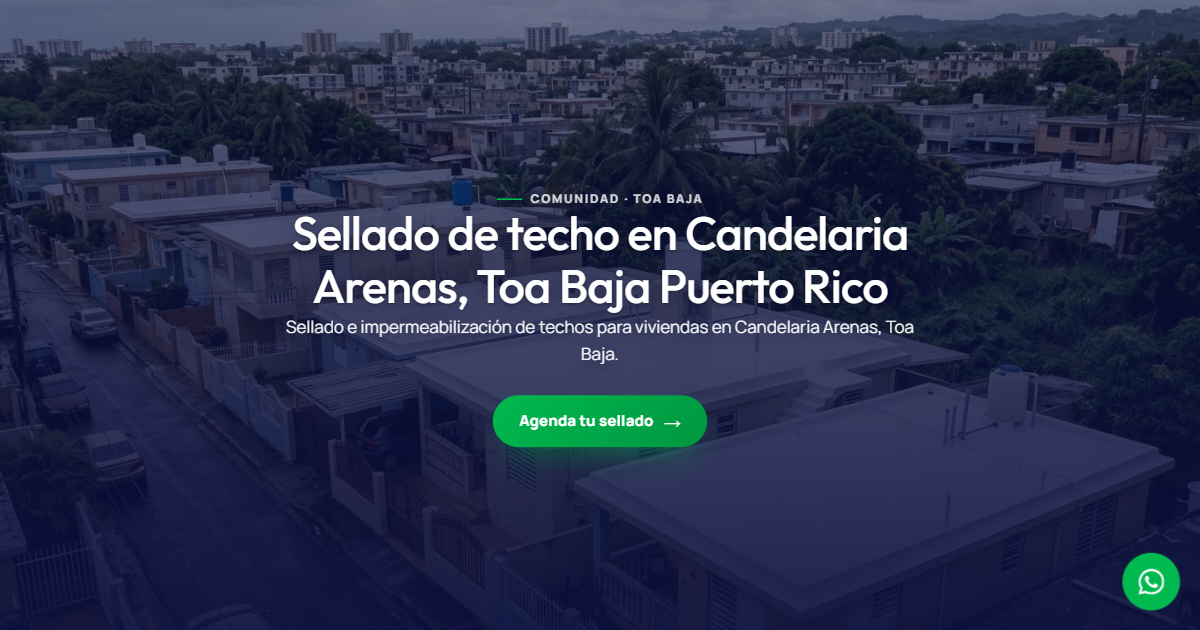 COMUNIDAD · TOA BAJA
Sellado de techo en Candelaria
Arenas, Toa Baja Puerto Rico
Sellado e impermeabilización de techos para viviendas en Candelaria Arenas, Toa
Baja.
Agenda tu sellado →